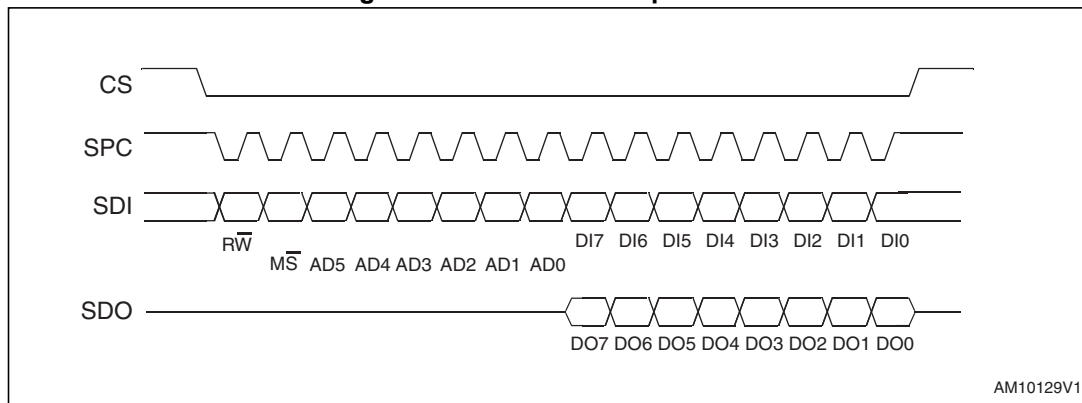 CS
SPC
SDI
RW̅ DI7 DI6 DI5 DI4 DI3 DI2 DI1 DI0
MS̅ AD5 AD4 AD3 AD2 AD1 AD0
SDO
DO7 DO6 DO5 DO4 DO3 DO2 DO1 DO0
AM10129V1